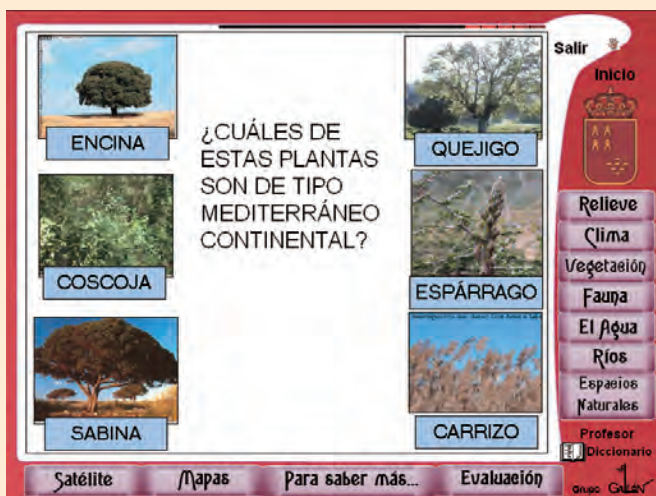 Salir
Inicio
ENCINA
¿CUÁLES DE
ESTAS PLANTAS
SON DE TIPO
MEDITERRÁNEO
CONTINENTAL?
QUEJIGO
COSCOJA
ESPÁRRAGO
SABINA
CARRIZO
Relieve
Clima
Vegetación
Fauna
El Agua
Ríos
Espacios
Naturales
Profesor
Diccionario
Satélite
Mapas
Para saber más...
Evaluación
Grupo